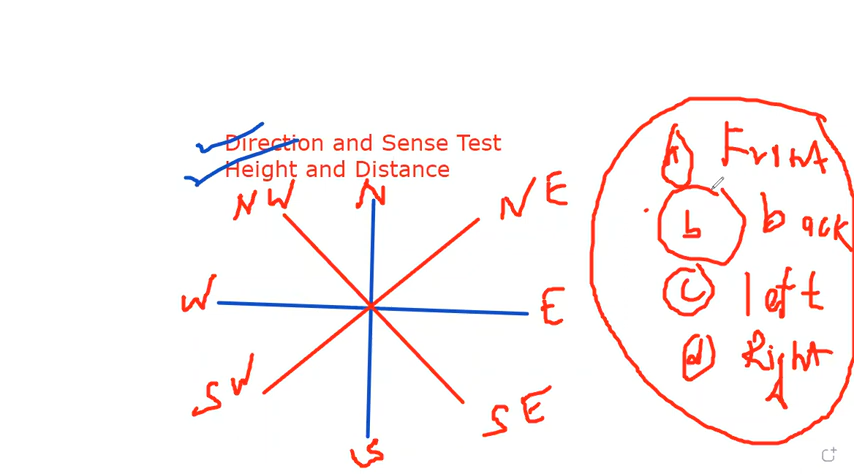 Direction and Sense Test
Height and Distance
NW N NE
W E
SW SE
S
a Front
b back
c left
d Right